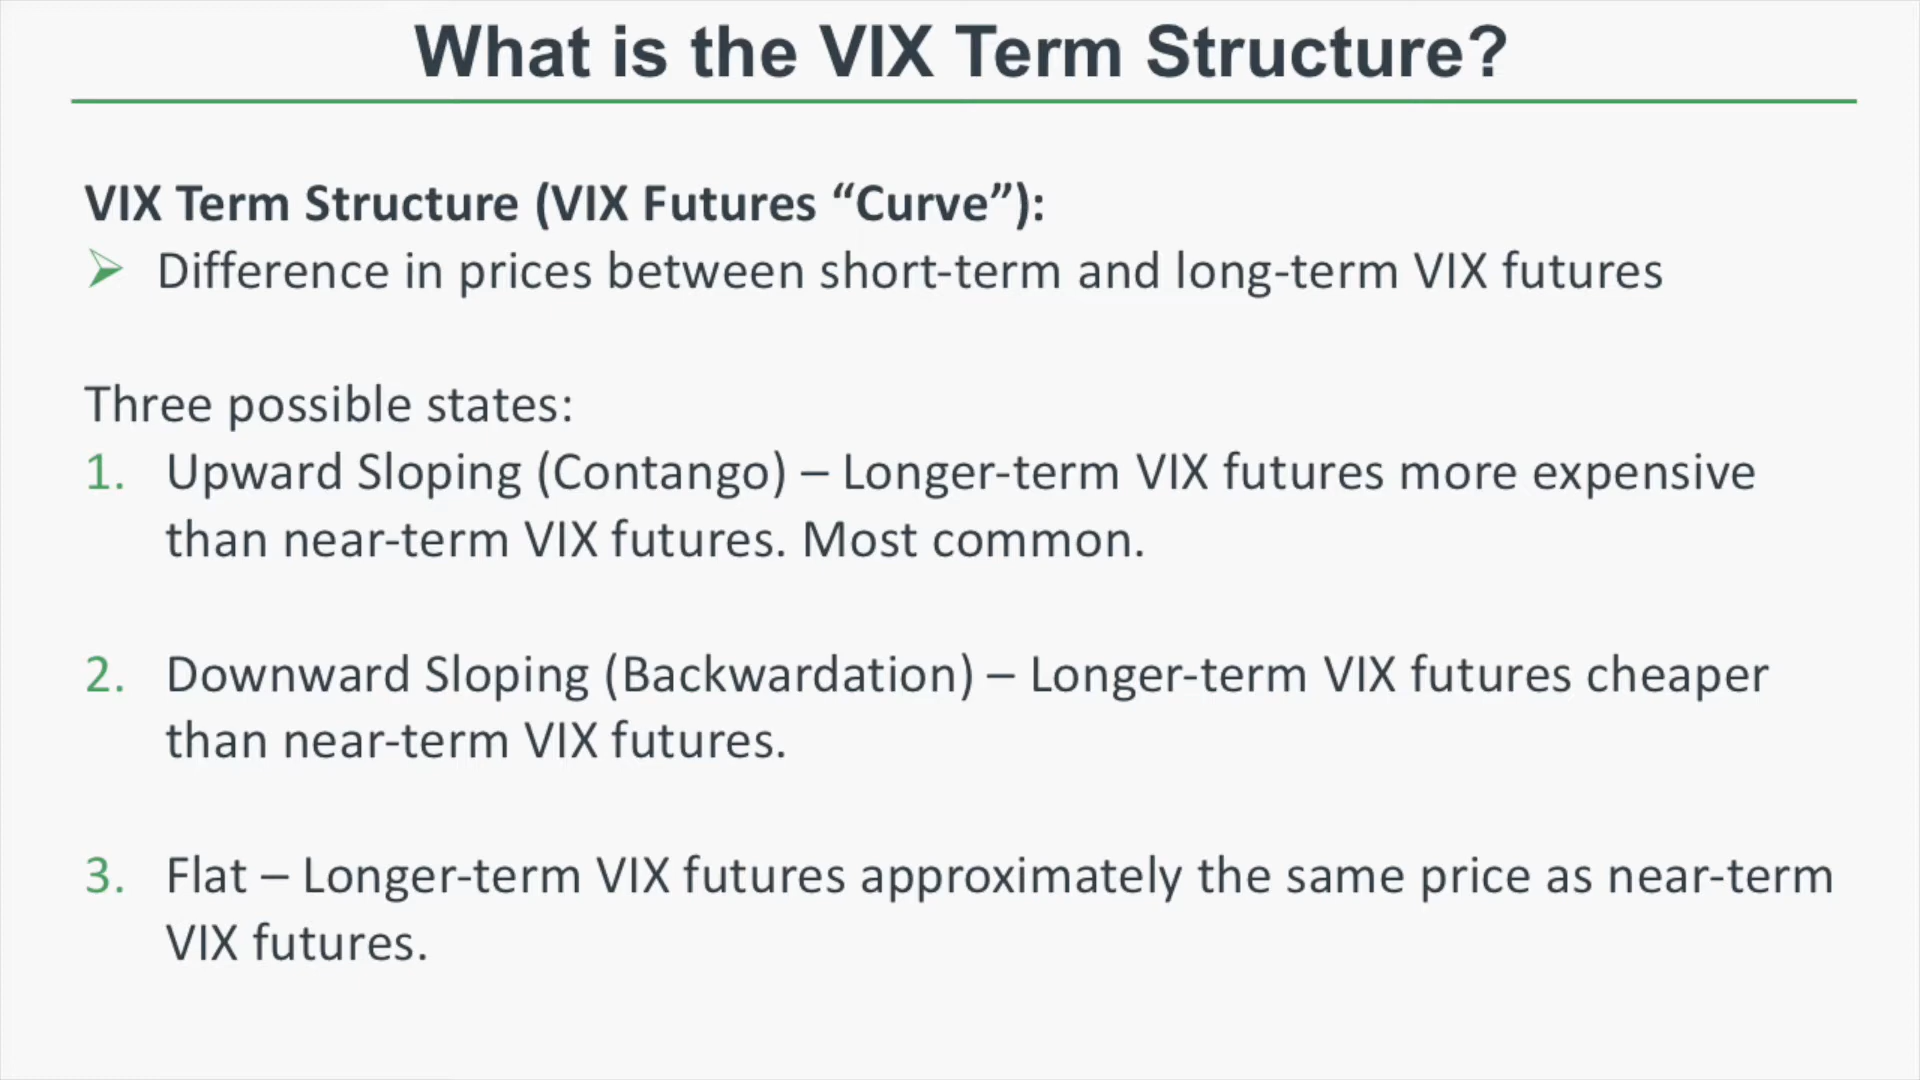 What is the VIX Term Structure?
VIX Term Structure (VIX Futures “Curve”):
Difference in prices between short-term and long-term VIX futures
Three possible states:
1. Upward Sloping (Contango) – Longer-term VIX futures more expensive
than near-term VIX futures. Most common.
2. Downward Sloping (Backwardation) – Longer-term VIX futures cheaper
than near-term VIX futures.
3. Flat – Longer-term VIX futures approximately the same price as near-term
VIX futures.